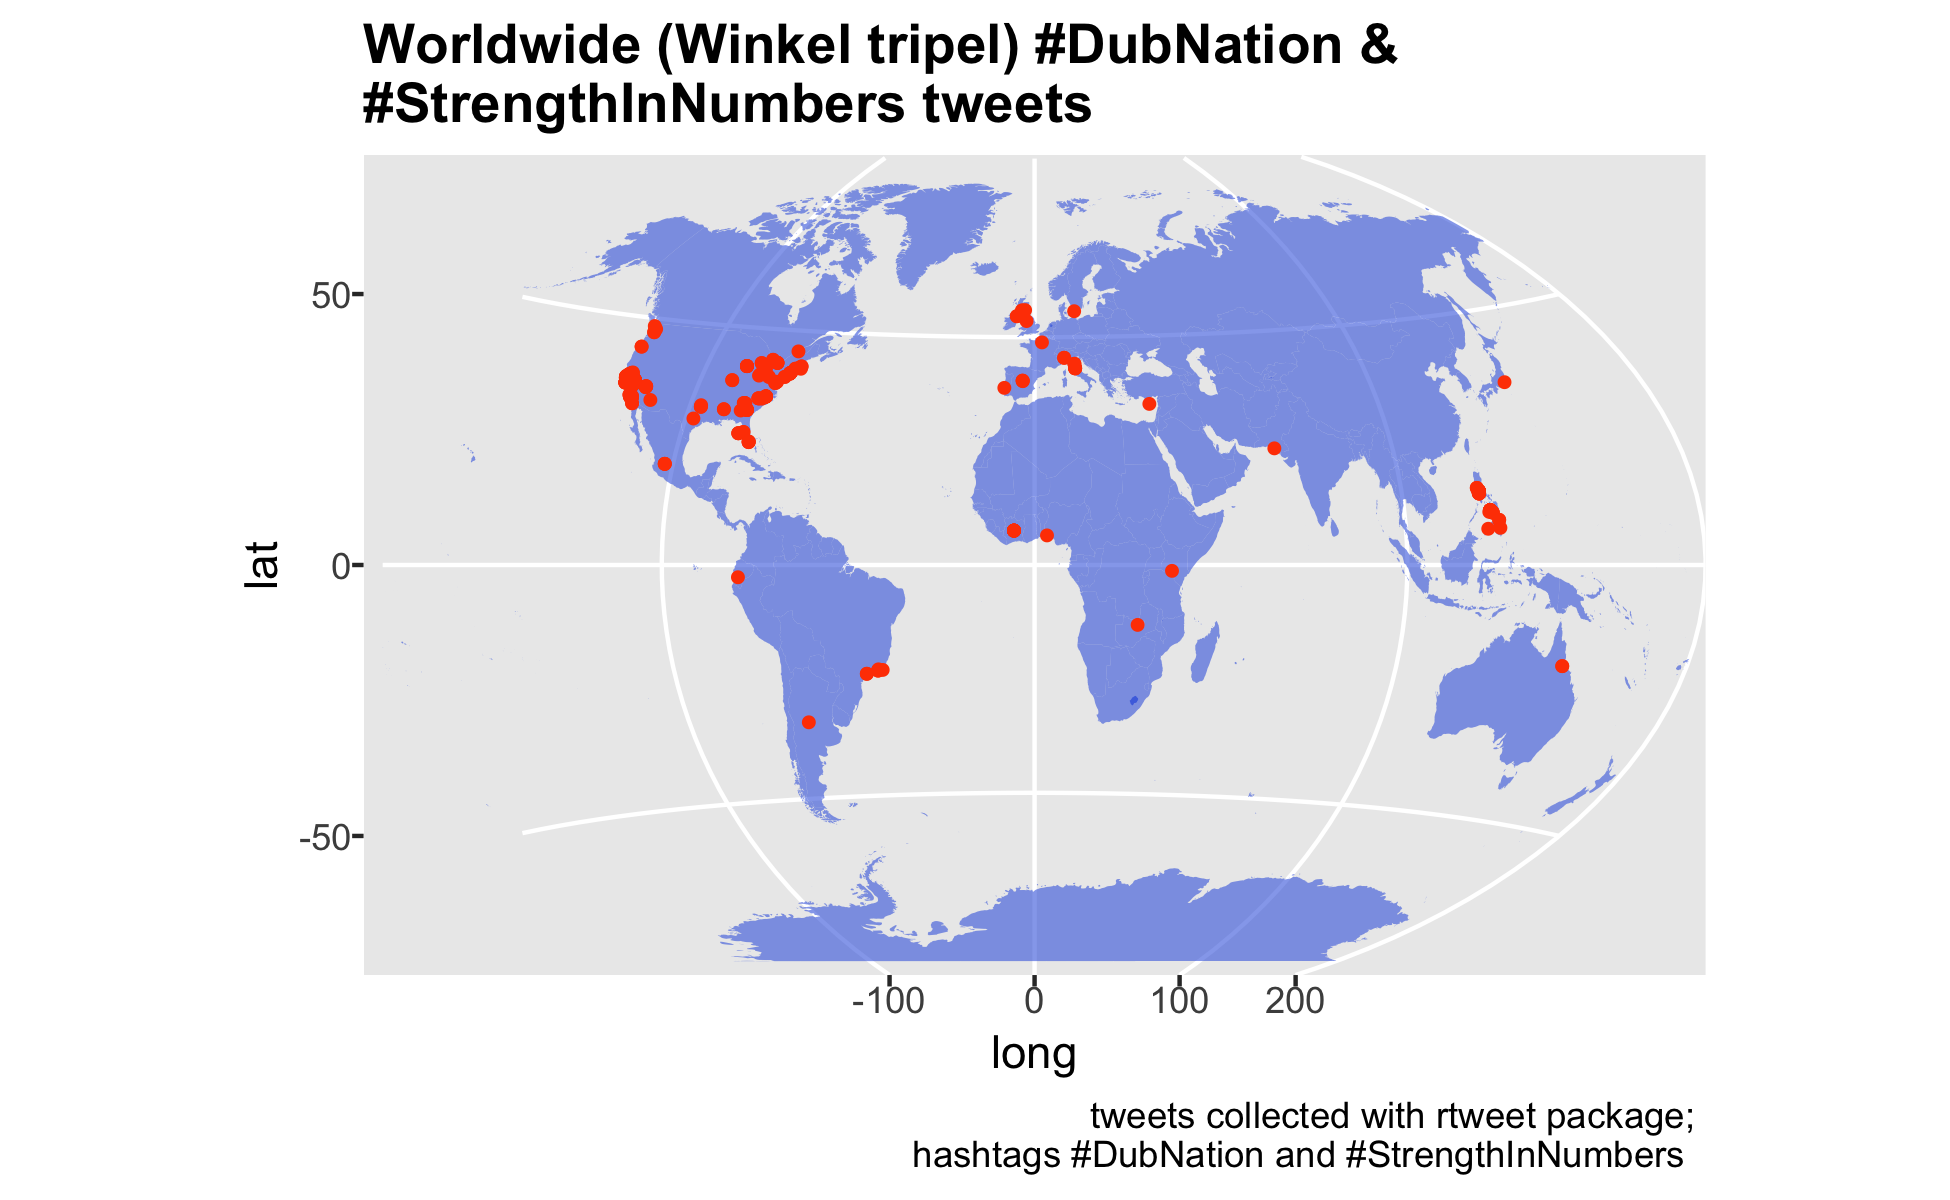 Worldwide (Winkel tripel) #DubNation &
#StrengthInNumbers tweets
50
0
-50
lat
-100 0 100 200
long
tweets collected with rtweet package;
hashtags #DubNation and #StrengthInNumbers